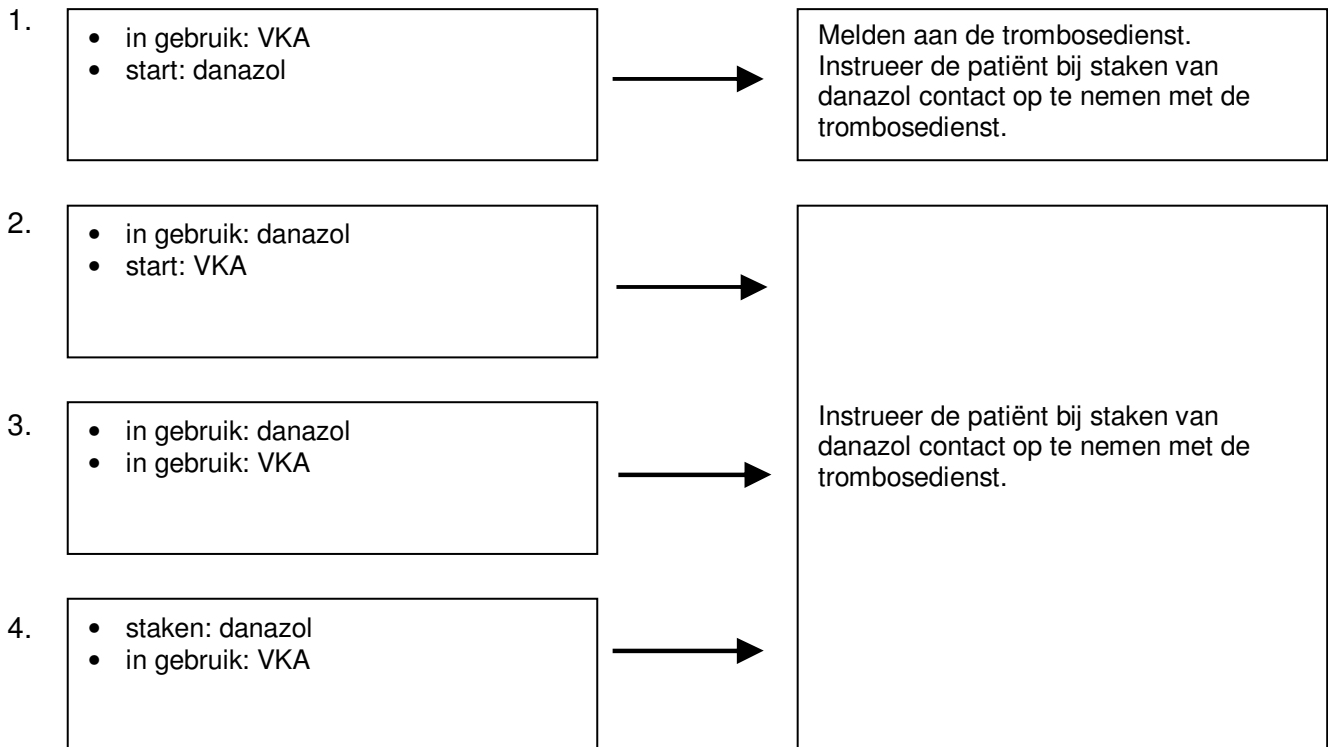 1.
• in gebruik: VKA
• start: danazol
Melden aan de trombosedienst.
Instrueer de patiënt bij staken van
danazol contact op te nemen met de
trombosedienst.
2.
• in gebruik: danazol
• start: VKA
3.
• in gebruik: danazol
• in gebruik: VKA
Instrueer de patiënt bij staken van
danazol contact op te nemen met de
trombosedienst.
4.
• staken: danazol
• in gebruik: VKA